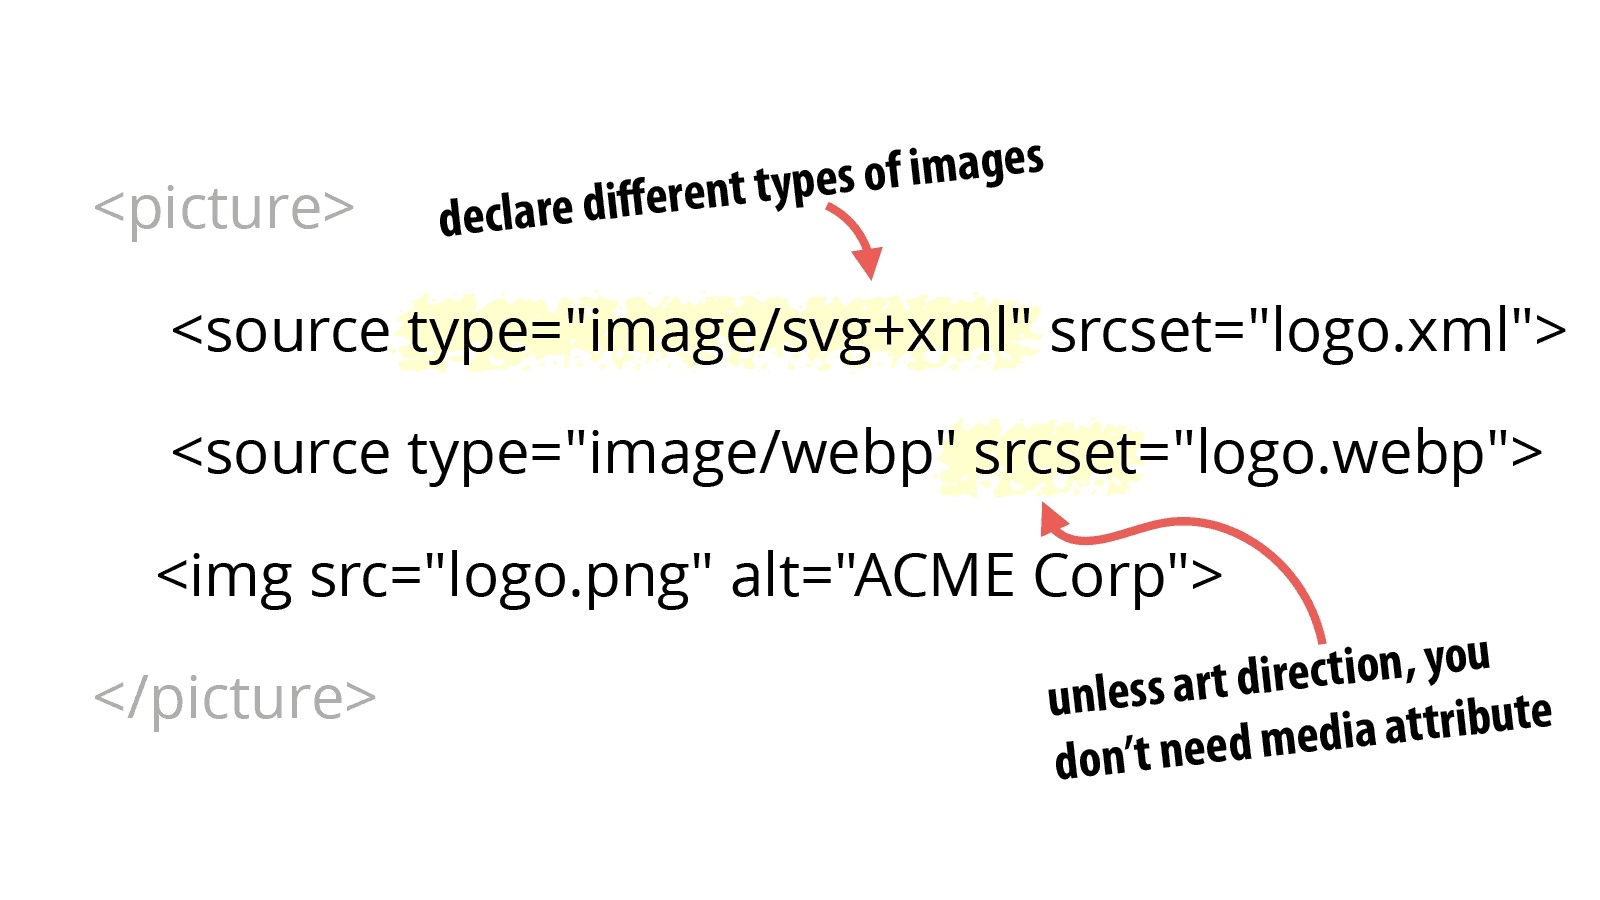 declare different types of images
<picture>
<source type="image/svg+xml" srcset="logo.xml">
<source type="image/webp" srcset="logo.webp">
<img src="logo.png" alt="ACME Corp">
unless art direction, you
don’t need media attribute
</picture>